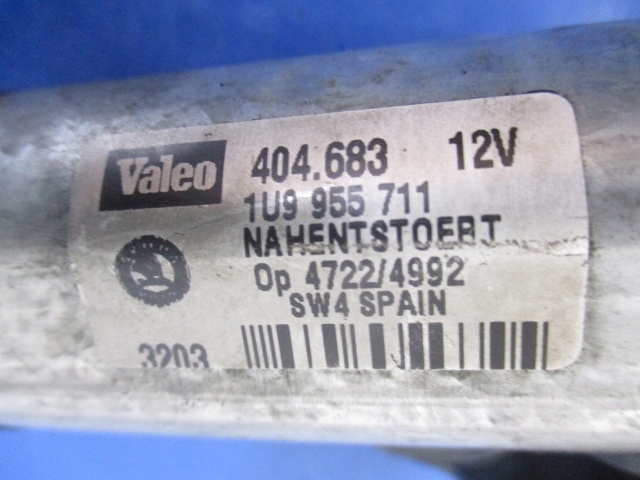 Valeo 404.683 12V
1U9 955 711
NAHENTSTOERT
Op 4722/4992
SW4 SPAIN
3203